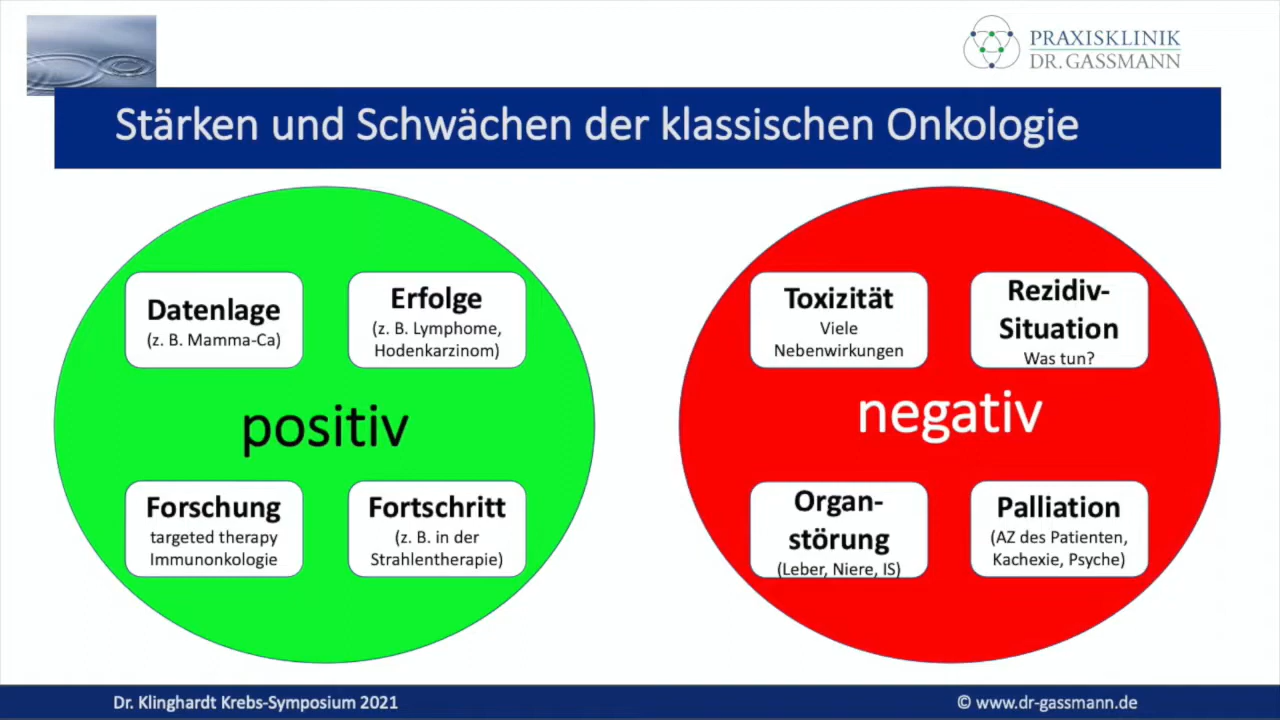 PRAXISKLINIK
DR. GASSMANN
Stärken und Schwächen der klassischen Onkologie
Datenlage
(z. B. Mamma-Ca)
Erfolge
(z. B. Lymphome,
Hodenkarzinom)
positiv
Forschung
targeted therapy
Immunonkologie
Fortschritt
(z. B. in der
Strahlentherapie)
Toxizität
Viele
Nebenwirkungen
Rezidiv-
Situation
Was tun?
negativ
Organ-
störung
(Leber, Niere, IS)
Palliation
(AZ des Patienten,
Kachexie, Psyche)
Dr. Klinghardt Krebs-Symposium 2021
© www.dr-gassmann.de